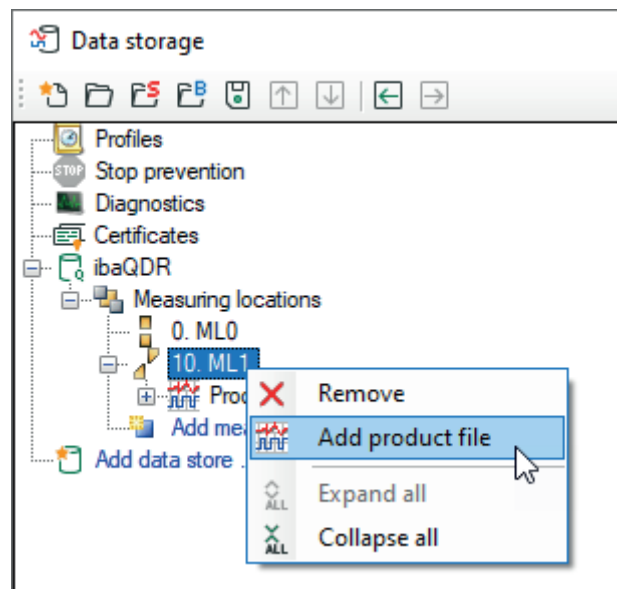 Data storage
Profiles
Stop prevention
Diagnostics
Certificates
ibaQDR
Measuring locations
0. ML0
10. ML1
Remove
Add product file
Add data store
Expand all
Collapse all